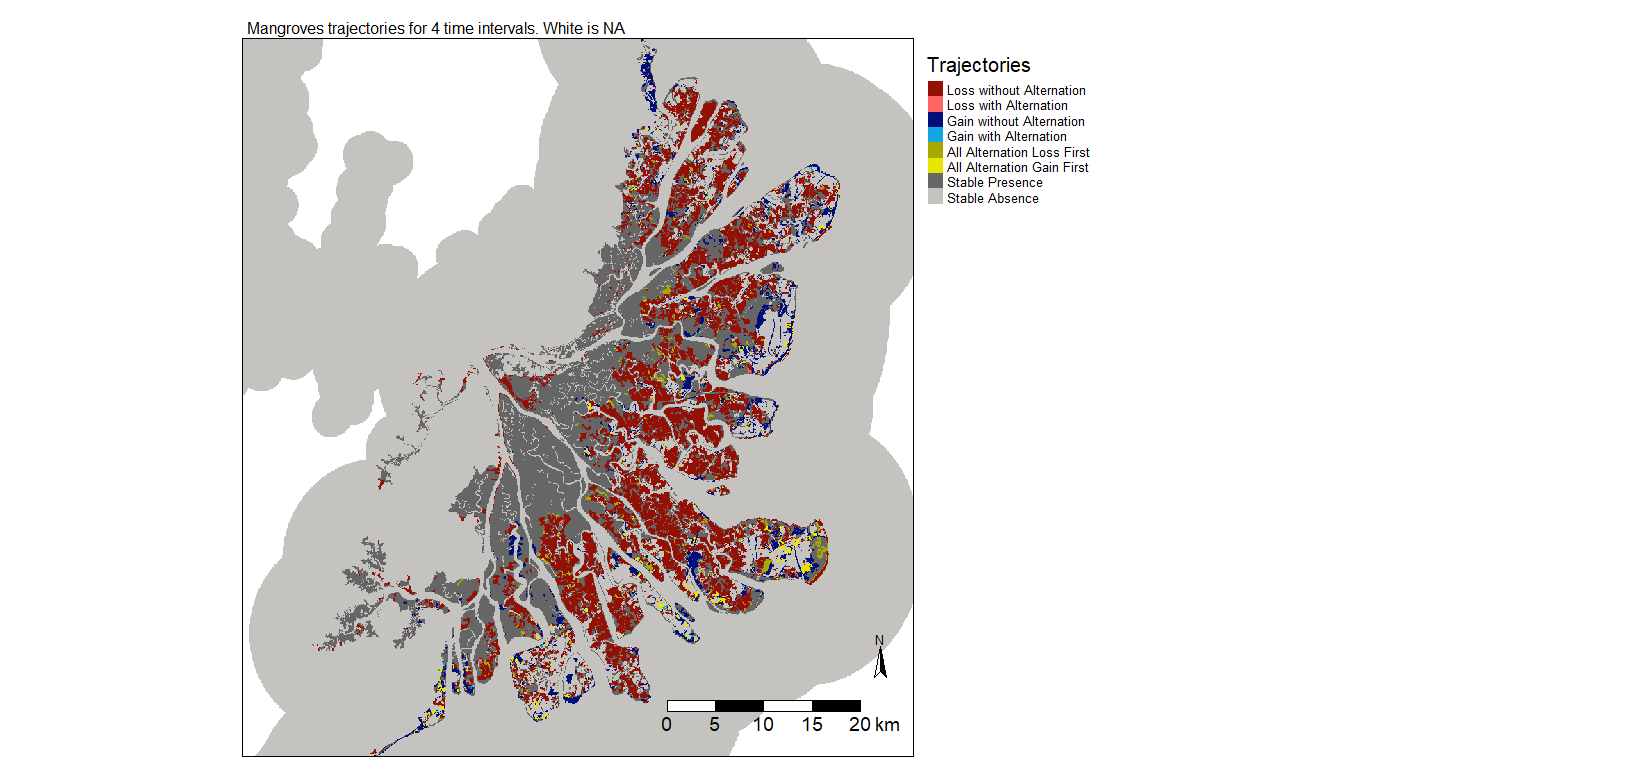 Mangroves trajectories for 4 time intervals. White is NA
Trajectories
Loss without Alternation
Loss with Alternation
Gain without Alternation
Gain with Alternation
All Alternation Loss First
All Alternation Gain First
Stable Presence
Stable Absence
N
0 5 10 15 20 km